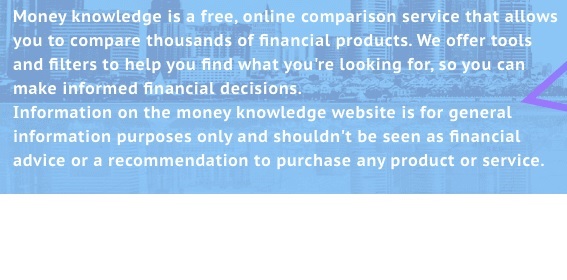 Money knowledge is a free, online comparison service that allows
you to compare thousands of financial products. We offer tools
and filters to help you find what you're looking for, so you can
make informed financial decisions.
Information on the money knowledge website is for general
information purposes only and shouldn't be seen as financial
advice or a recommendation to purchase any product or service.